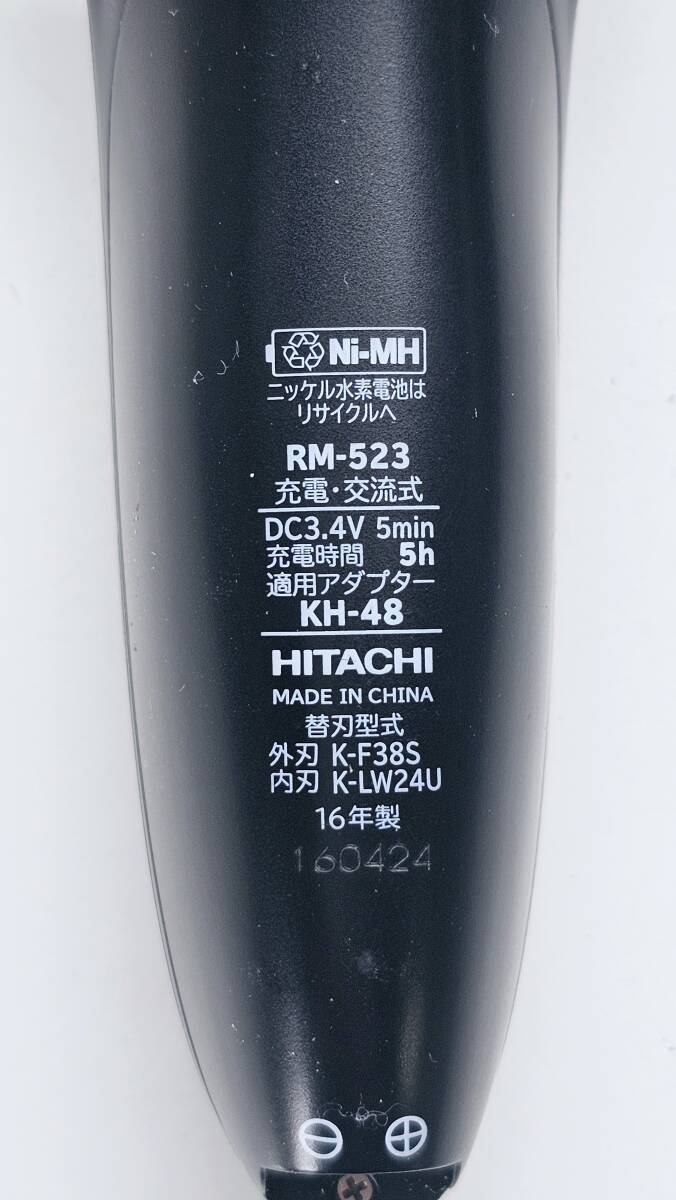 Ni-MH
ニッケル水素電池は
リサイクルへ
RM-523
充電・交流式
DC3.4V 5min
充電時間 5h
適用アダプター
KH-48
HITACHI
MADE IN CHINA
替刃型式
外刃 K-F38S
内刃 K-LW24U
16年製
160424
⊖ ⊕